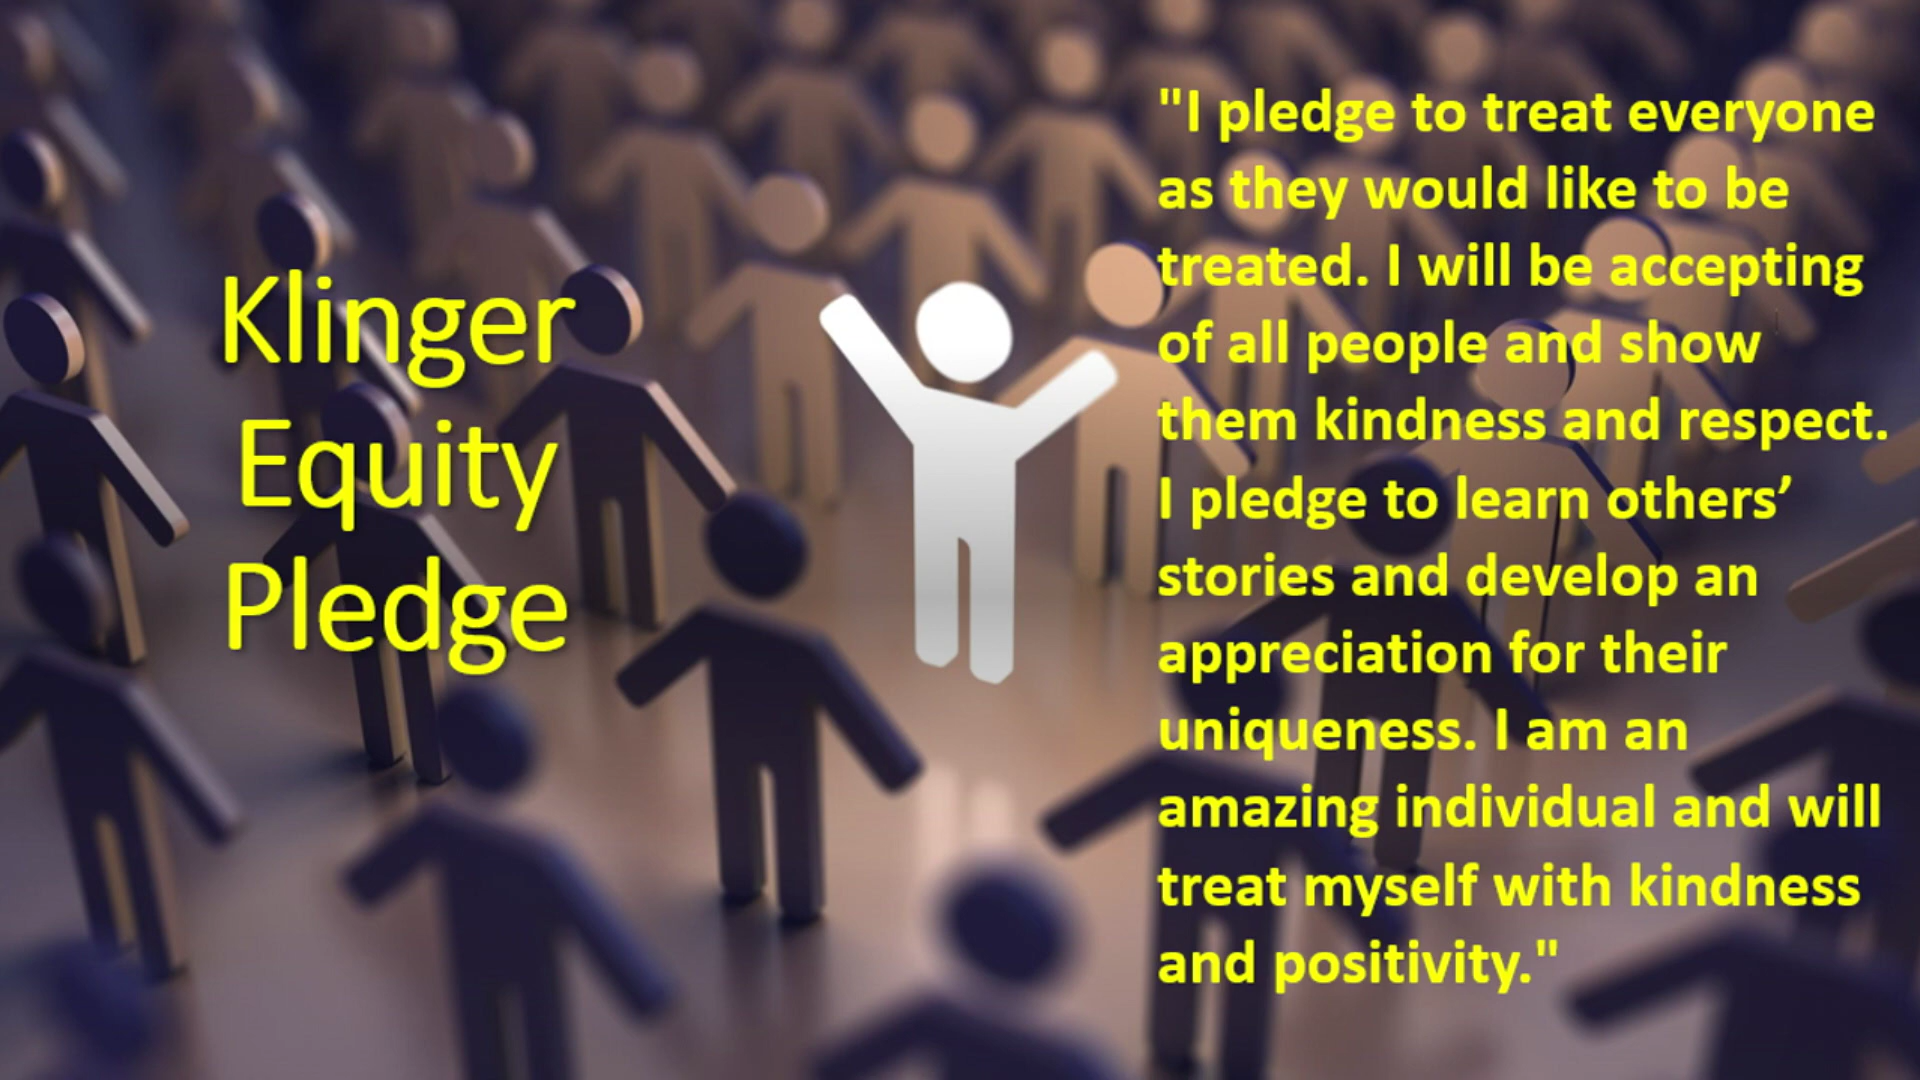 Klinger
Equity
Pledge
"I pledge to treat everyone
as they would like to be
treated. I will be accepting
of all people and show
them kindness and respect.
I pledge to learn others’
stories and develop an
appreciation for their
uniqueness. I am an
amazing individual and will
treat myself with kindness
and positivity."